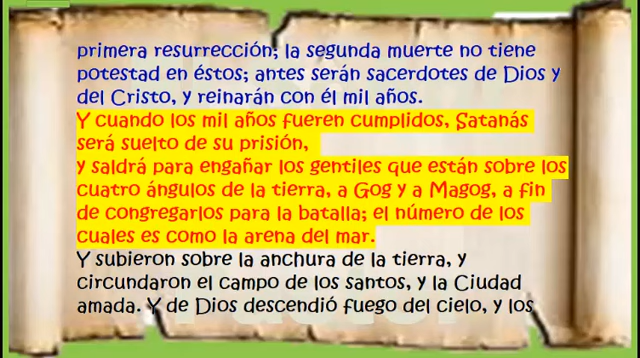 primera resurrección; la segunda muerte no tiene
potestad en éstos; antes serán sacerdotes de Dios y
del Cristo, y reinarán con él mil años.
Y cuando los mil años fueren cumplidos, Satanás
será suelto de su prisión,
y saldrá para engañar los gentiles que están sobre los
cuatro ángulos de la tierra, a Gog y a Magog, a fin
de congregarlos para la batalla; el número de los
cuales es como la arena del mar.
Y subieron sobre la anchura de la tierra, y
circundaron el campo de los santos, y la Ciudad
amada. Y de Dios descendió fuego del cielo, y los